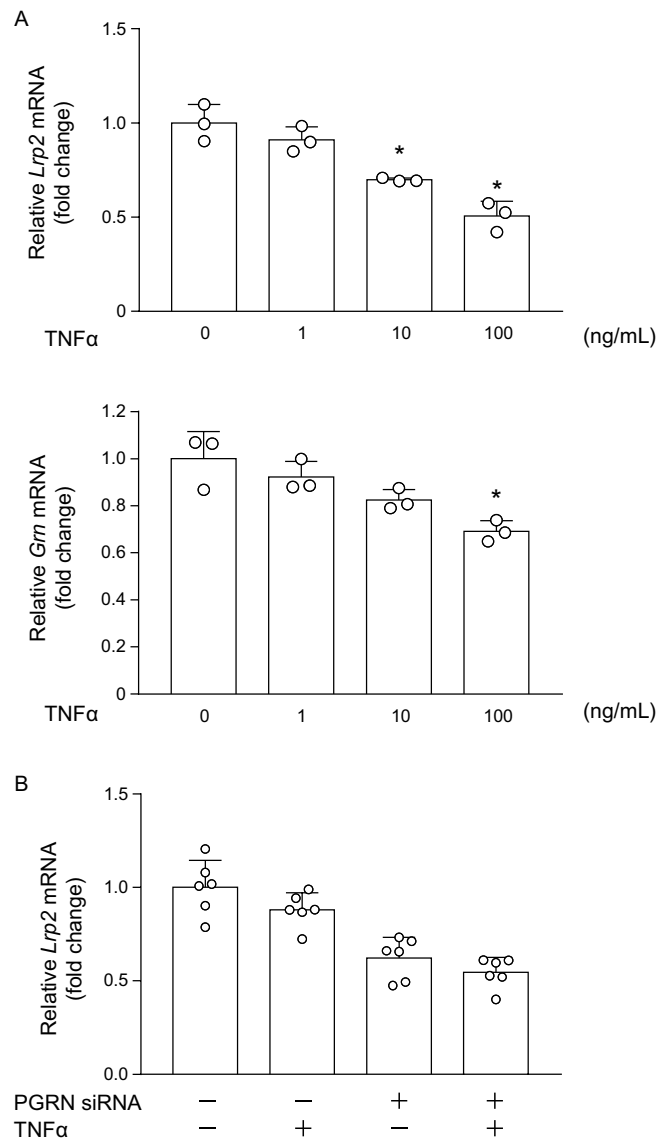 A
Relative Lrp2 mRNA
(fold change)
1.5
1.0
0.5
0
*
*
TNFα 0 1 10 100 (ng/mL)
Relative Grn mRNA
(fold change)
1.2
1.0
0.8
0.6
0.4
0.2
0
*
TNFα 0 1 10 100 (ng/mL)
B
Relative Lrp2 mRNA
(fold change)
1.5
1.0
0.5
0.0
PGRN siRNA − − + +
TNFα − + − +